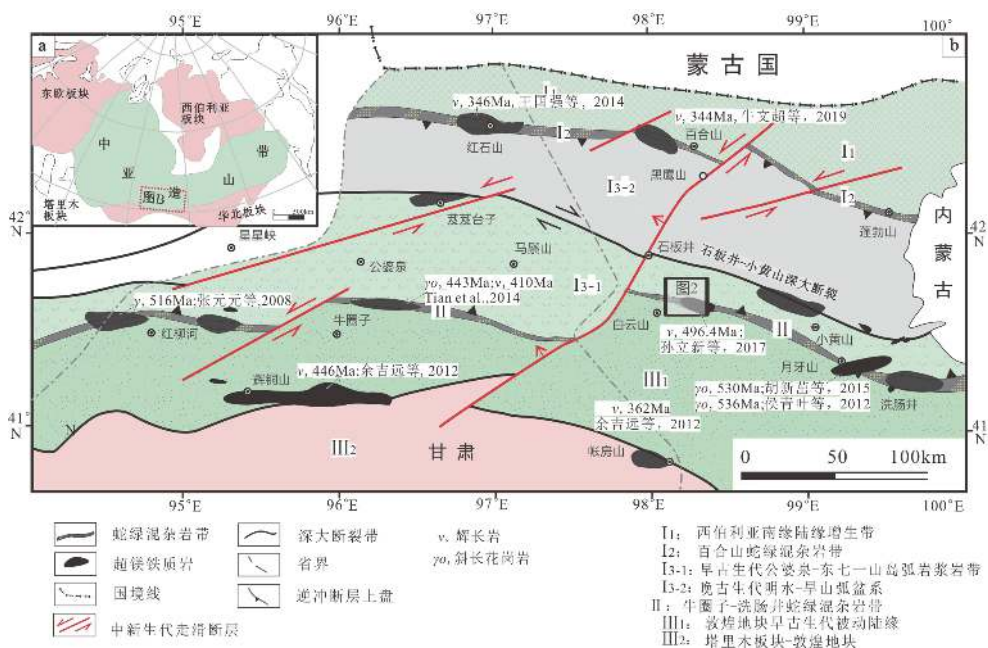 95°E
96°E
97°E
98°E
99°E
100°
a
东欧板块
西伯利亚
板块
中
亚
造
山
带
图B
塔里木
板块
华北板块
500km
b
蒙古国
I₁
ν, 346Ma, 王国强等, 2014
I₂
红石山
ν, 344Ma, 牛文超等, 2019
百合山
黑鹰山
I₁
I₃₋₂
I₂
蓬勃山
42°
N
42°
N
内蒙古
星星峡
芨芨台子
公婆泉
马鬃山
石板井
石板井-小黄山深大断裂
γ, 516Ma;张元元等,2008
γo, 443Ma;ν, 410Ma
Tian et al.,2014
I₃₋₁
图2
II
II
红柳河
牛圈子
白云山
小黄山
ν, 496.4Ma;
孙立新等, 2017
月牙山
洗肠井
ν, 446Ma;余吉远等, 2012
辉铜山
III₁
γo, 530Ma;胡新茁等, 2015
γo, 536Ma;侯青叶等, 2012
ν, 362Ma
余吉远等, 2012
41°
N
41°
N
N
III₂
甘肃
帐房山
0 50 100km
95°E
96°E
97°E
98°E
99°E
100°E
蛇绿混杂岩带
深大断裂带
ν, 辉长岩
超镁铁质岩
省界
γo, 斜长花岗岩
国境线
逆冲断层上盘
中新生代走滑断层
I₁: 西伯利亚南缘陆缘增生带
I₂: 百合山蛇绿混杂岩带
I₃₋₁: 早古生代公婆泉-东七一山岛弧岩浆岩带
I₃₋₂: 晚古生代明水-旱山弧盆系
II: 牛圈子-洗肠井蛇绿混杂岩带
III₁: 敦煌地块早古生代被动陆缘
III₂: 塔里木板块-敦煌地块